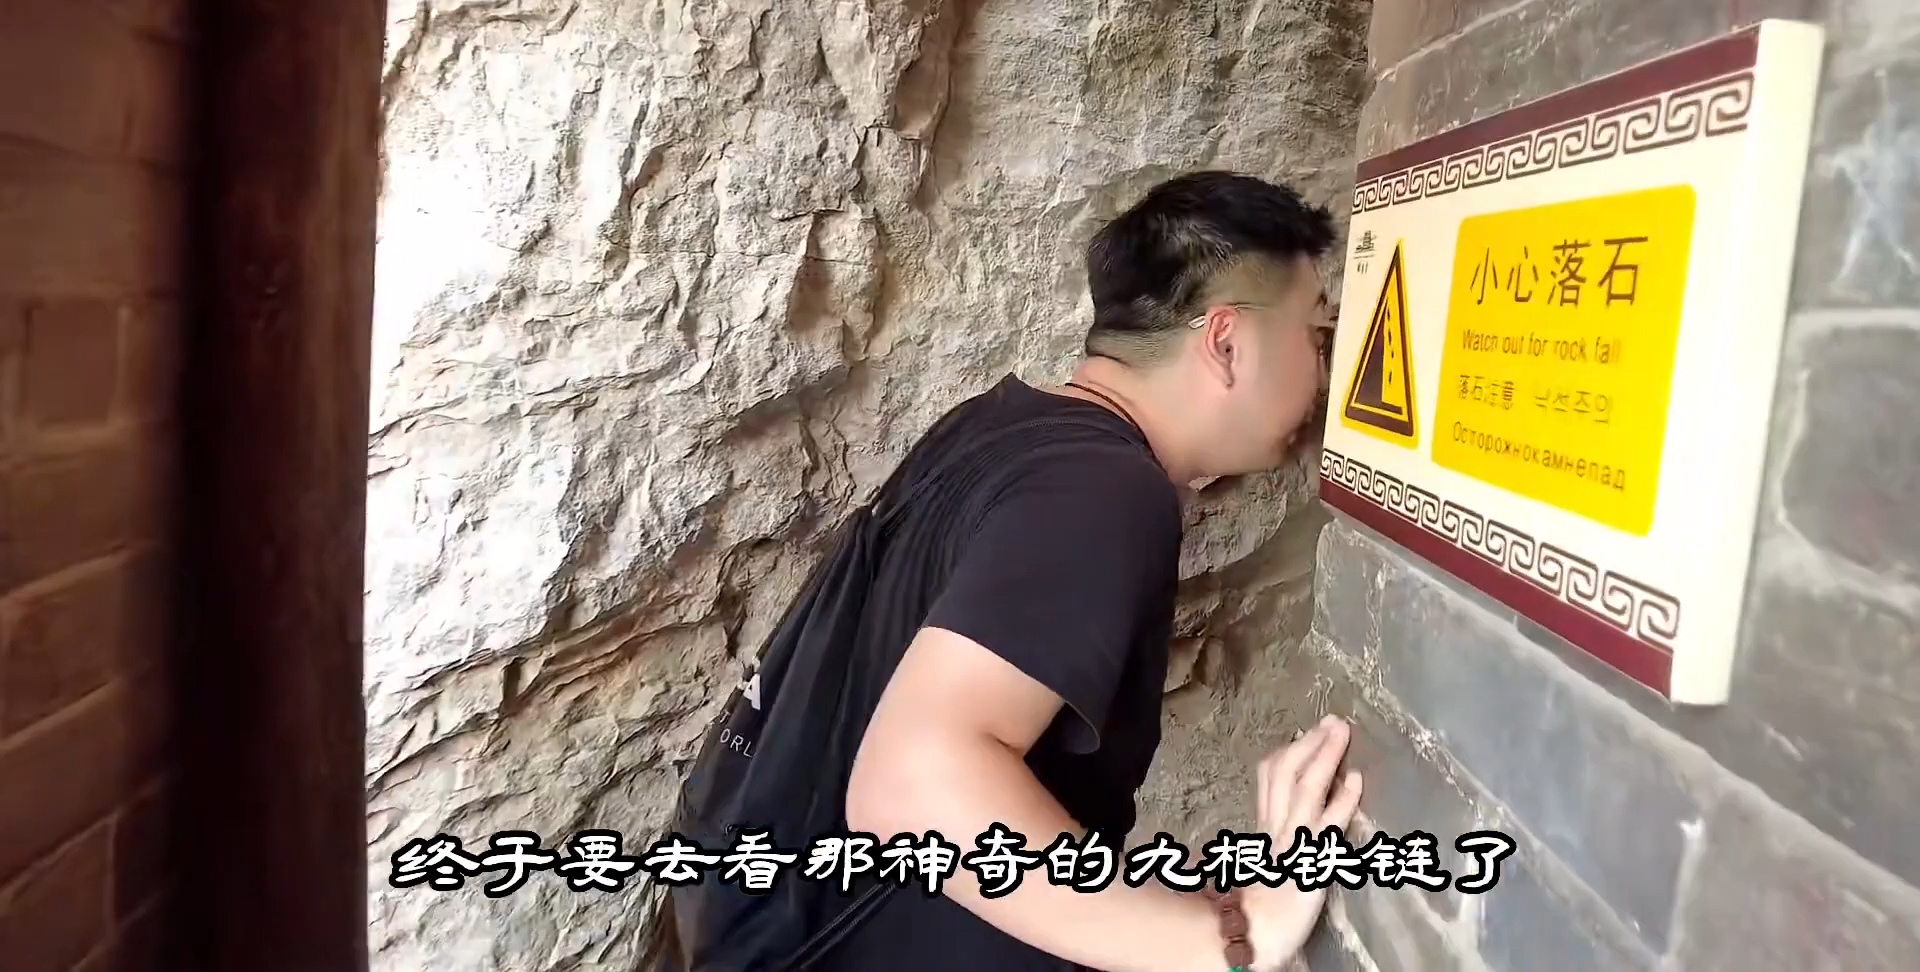 小心落石
Watch out for rock fall
落石注意 낙석주의
Осторожнокамнепад
ORL
终于要去看那神奇的九根铁链了